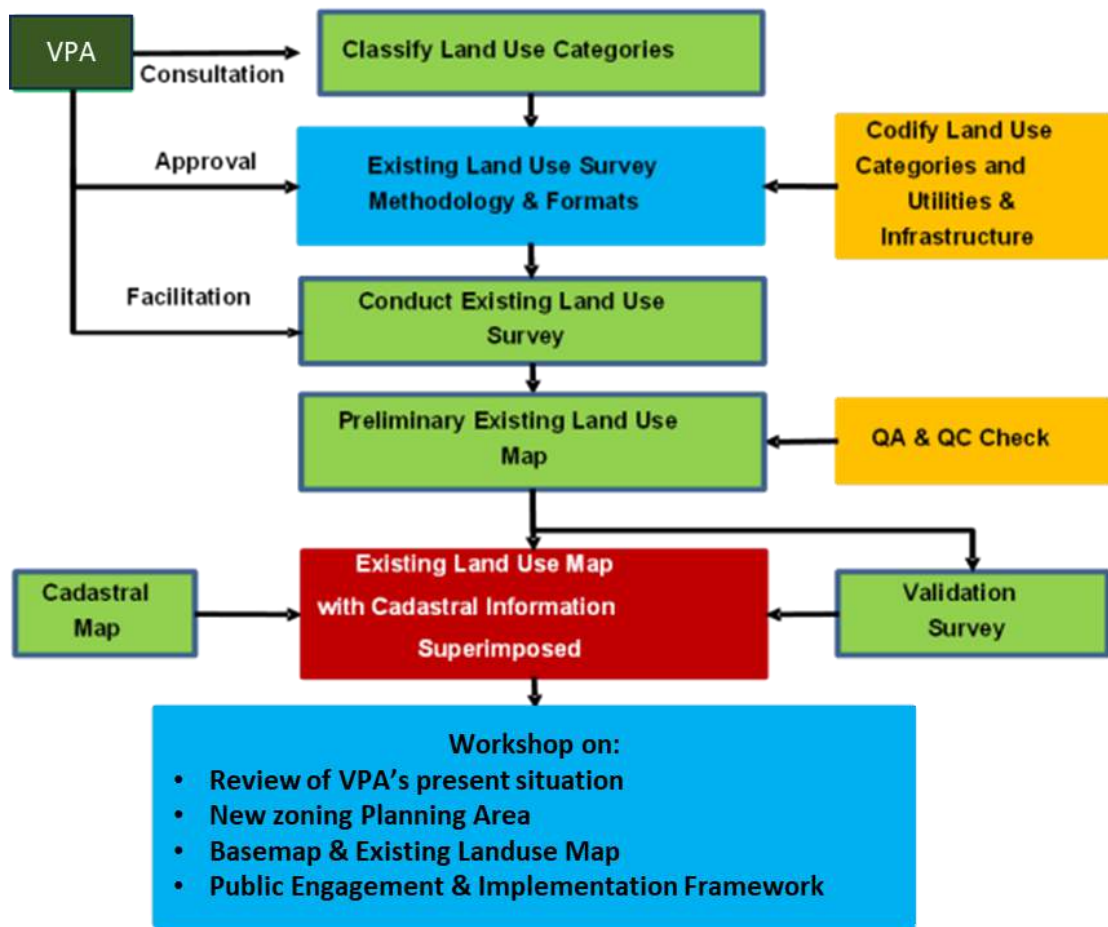 VPA
Consultation
Classify Land Use Categories
Approval
Existing Land Use Survey
Methodology & Formats
Codify Land Use
Categories and
Utilities &
Infrastructure
Facilitation
Conduct Existing Land Use
Survey
Preliminary Existing Land Use
Map
QA & QC Check
Cadastral
Map
Existing Land Use Map
with Cadastral Information
Superimposed
Validation
Survey
Workshop on:
• Review of VPA's present situation
• New zoning Planning Area
• Basemap & Existing Landuse Map
• Public Engagement & Implementation Framework